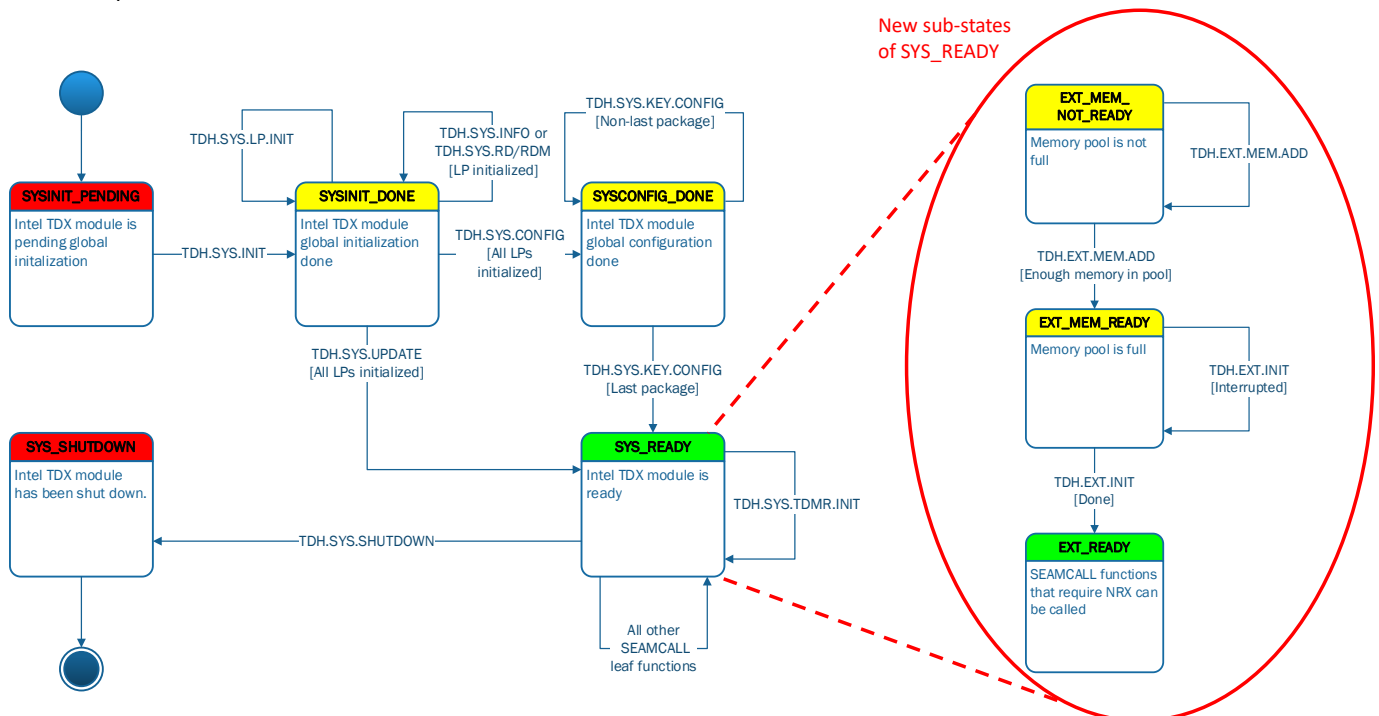 New sub-states
of SYS_READY
TDH.SYS.LP.INIT
TDH.SYS.INFO or
TDH.SYS.RD/RDM
[LP initialized]
TDH.SYS.KEY.CONFIG
[Non-last package]
SYSINIT_PENDING
Intel TDX module is
pending global
initalization
TDH.SYS.INIT
SYSINIT_DONE
Intel TDX module
global initialization
done
TDH.SYS.CONFIG
[All LPs
initialized]
SYSCONFIG_DONE
Intel TDX module
global configuration
done
TDH.SYS.UPDATE
[All LPs initialized]
TDH.SYS.KEY.CONFIG
[Last package]
SYS_SHUTDOWN
Intel TDX module
has been shut down.
TDH.SYS.SHUTDOWN
SYS_READY
Intel TDX module is
ready
TDH.SYS.TDMR.INIT
All other
SEAMCALL
leaf functions
EXT_MEM_
NOT_READY
Memory pool is not
full
TDH.EXT.MEM.ADD
TDH.EXT.MEM.ADD
[Enough memory in pool]
EXT_MEM_READY
Memory pool is full
TDH.EXT.INIT
[Interrupted]
TDH.EXT.INIT
[Done]
EXT_READY
SEAMCALL functions
that require NRX can
be called